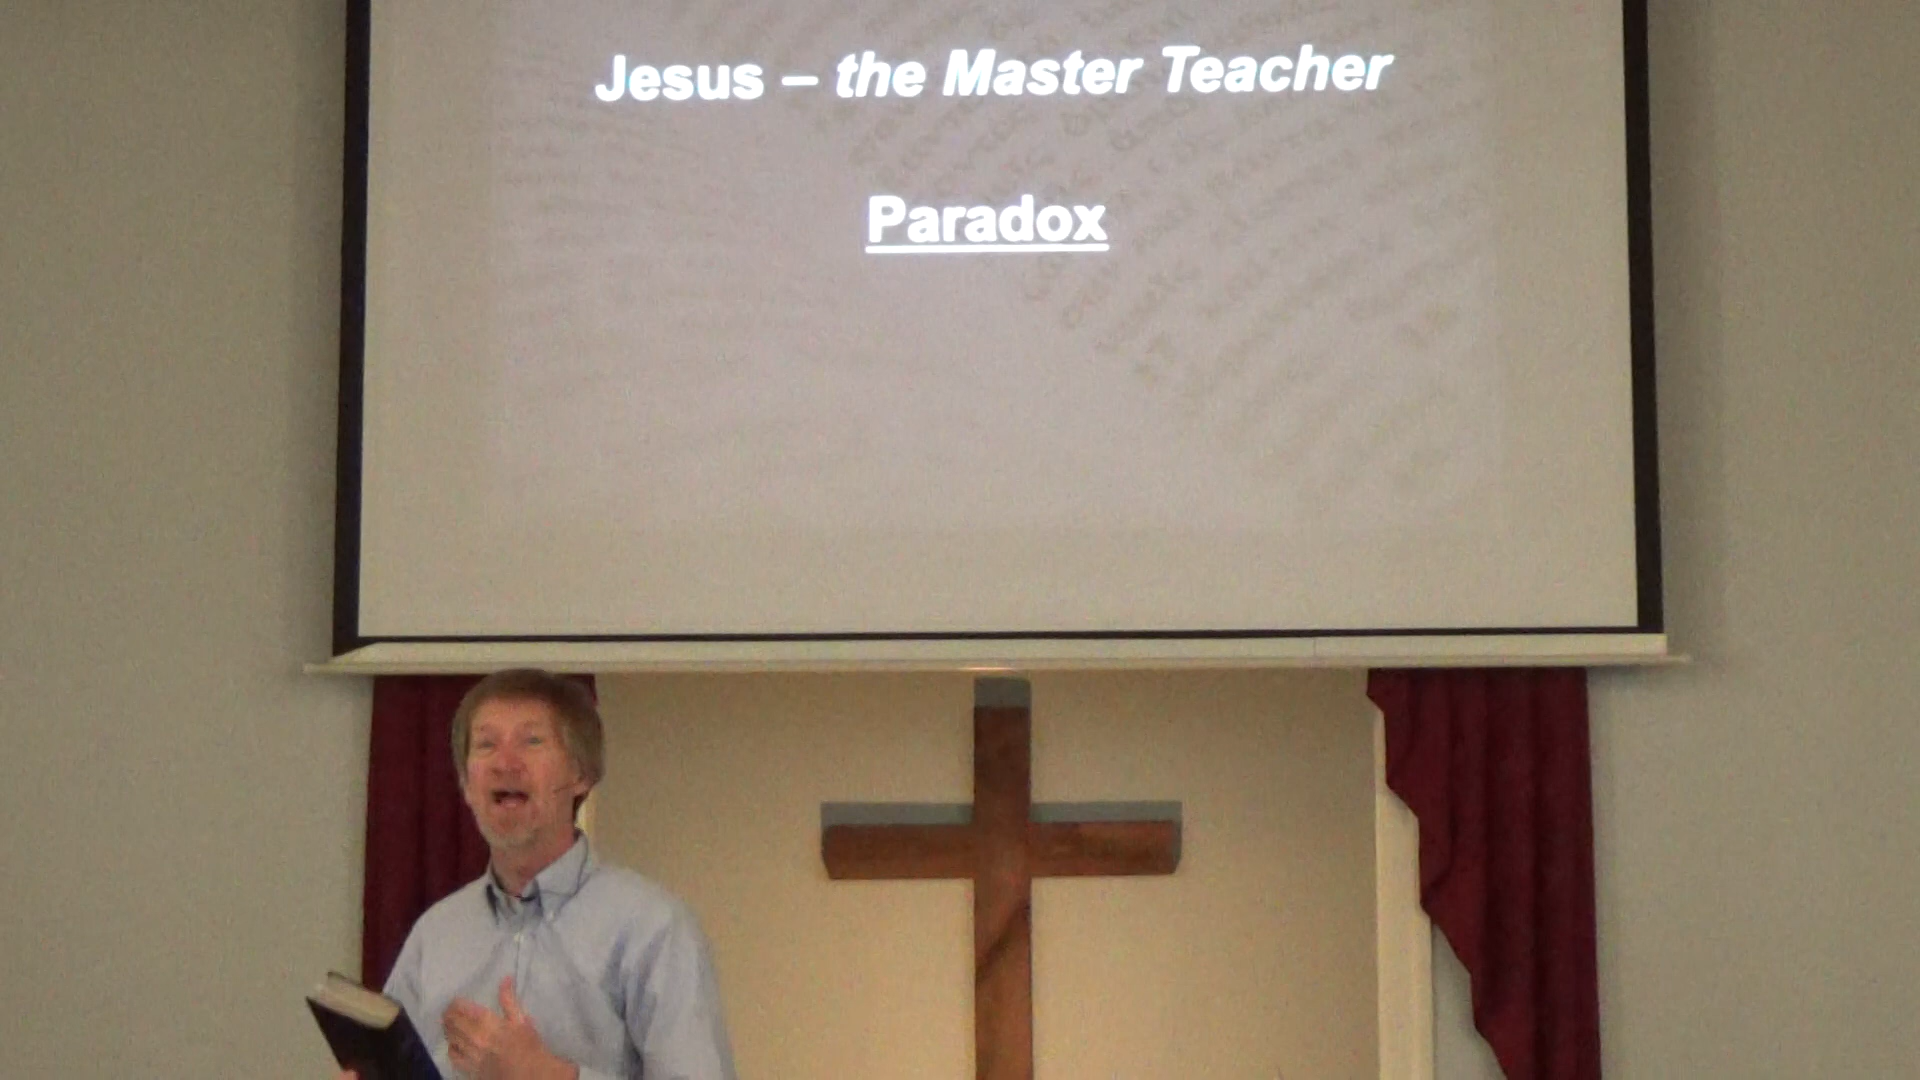 Jesus – the Master Teacher
Paradox